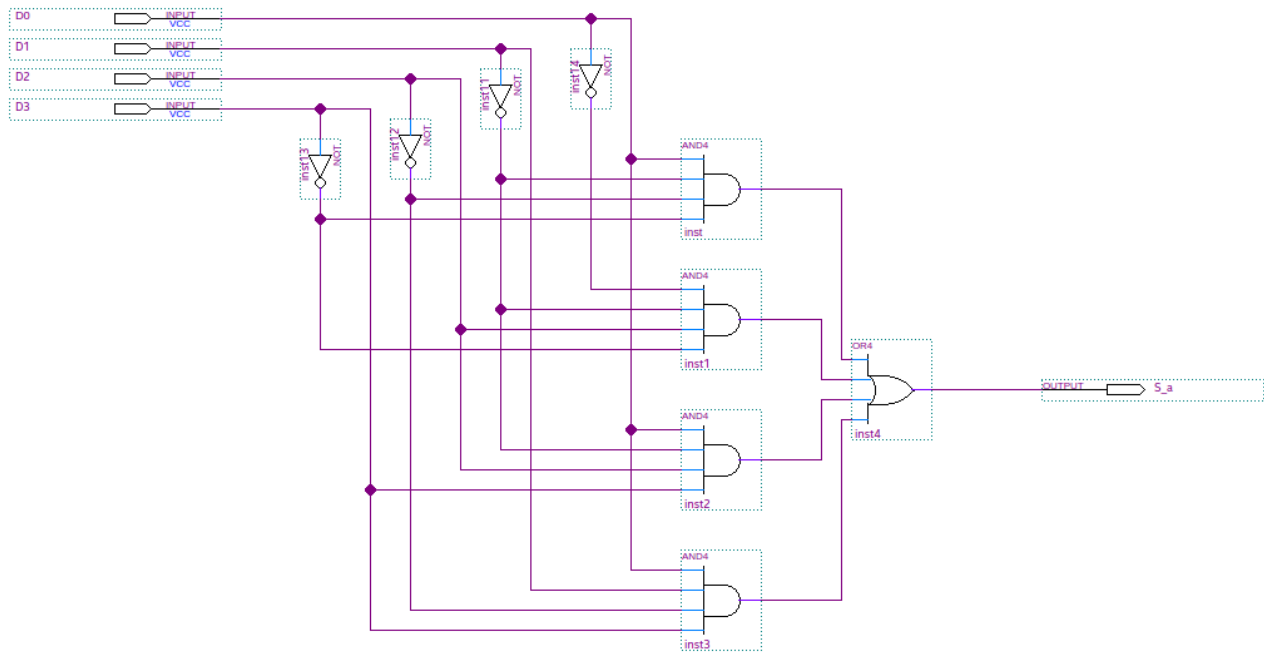 D0 INPUT
VCC
D1 INPUT
VCC
D2 INPUT
VCC
D3 INPUT
VCC
inst14 NOT
inst11 NOT
inst12 NOT
inst13 NOT
AND4
inst
AND4
inst1
OR4
OUTPUT S_a
AND4
inst4
inst2
AND4
inst3